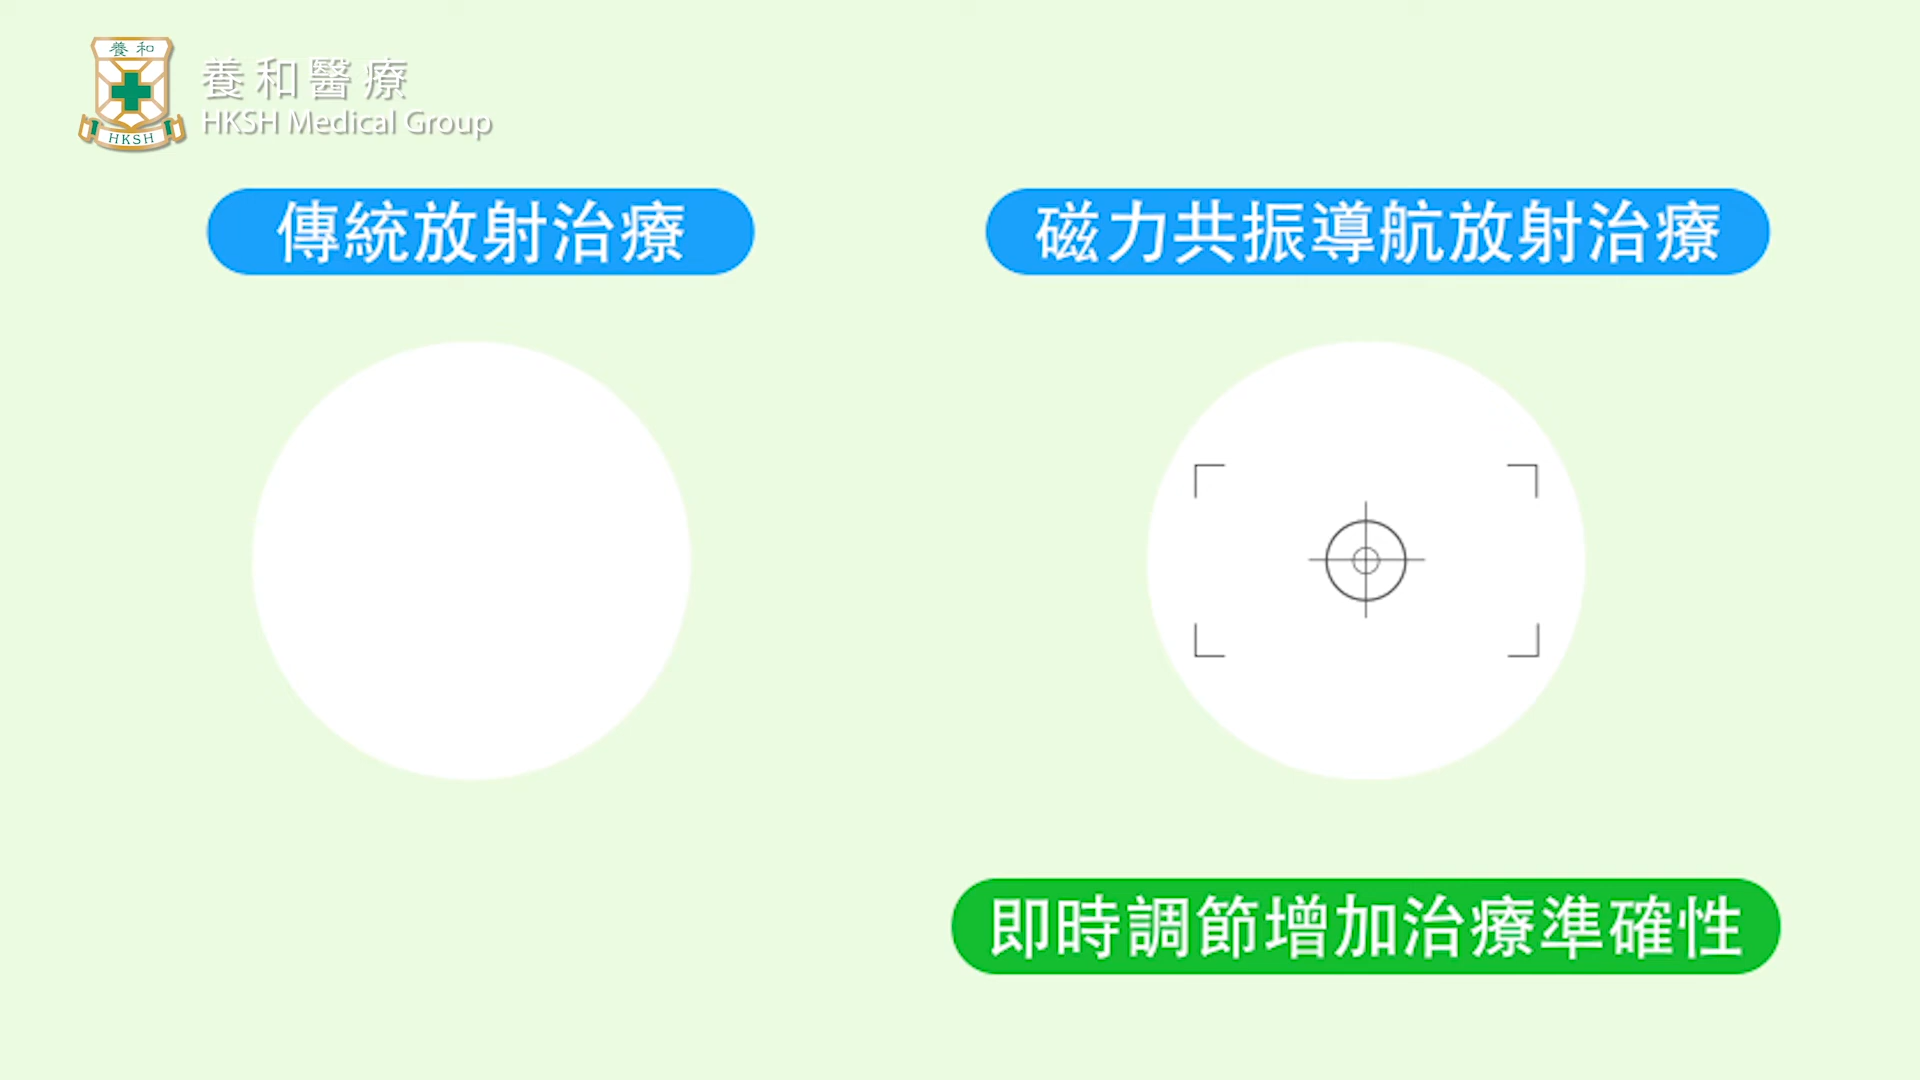 養和
HKSH
養和醫療
HKSH Medical Group
傳統放射治療
磁力共振導航放射治療
即時調節增加治療準確性